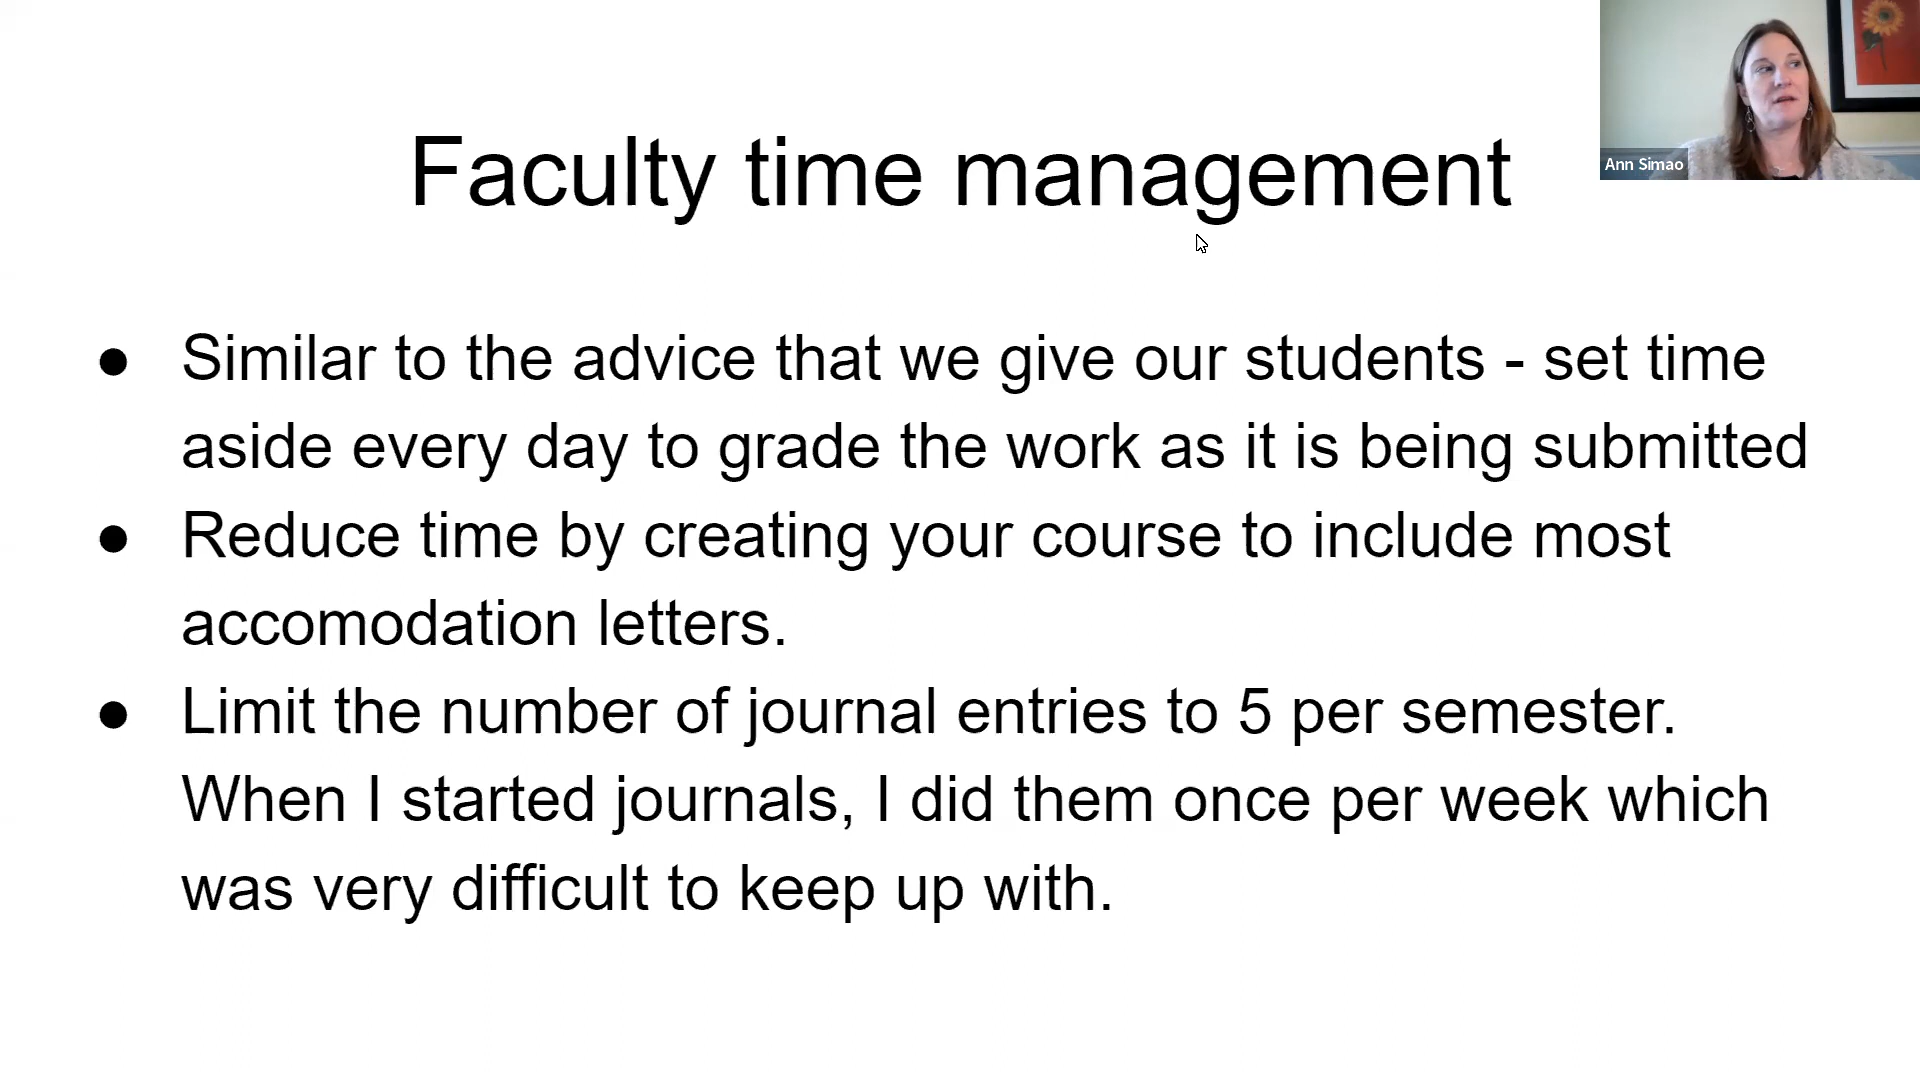 Ann Simao
Faculty time management
● Similar to the advice that we give our students - set time
aside every day to grade the work as it is being submitted
● Reduce time by creating your course to include most
accomodation letters.
● Limit the number of journal entries to 5 per semester.
When I started journals, I did them once per week which
was very difficult to keep up with.